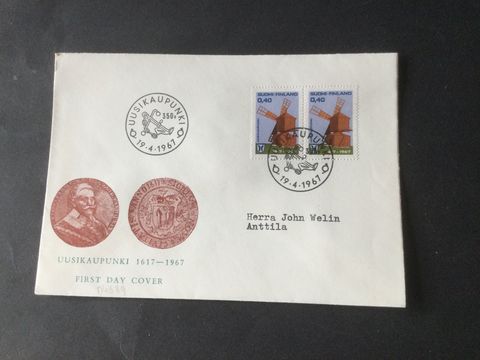 UUSIKAUPUNKI
350v
19.4.1967
SUOMI-FINLAND
0,40
SUOMI-FINLAND
0,40
UUSIKAUPUNKI
19.4.1967
Herra John Welin
Anttila
UUSIKAUPUNKI 1617—1967
FIRST DAY COVER